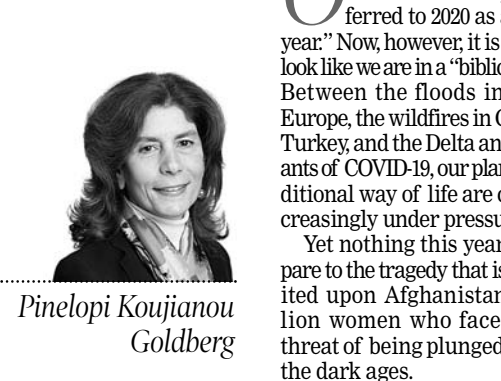 Pinelopi Koujianou
Goldberg
ferred to 2020 as
year.” Now, however, it is
look like we are in a “biblic
Between the floods in
Europe, the wildfires in
Turkey, and the Delta an
ants of COVID-19, our plan
ditional way of life are
creasingly under pressu
Yet nothing this year
pare to the tragedy that is
ited upon Afghanistan
lion women who face
threat of being plunged
the dark ages.